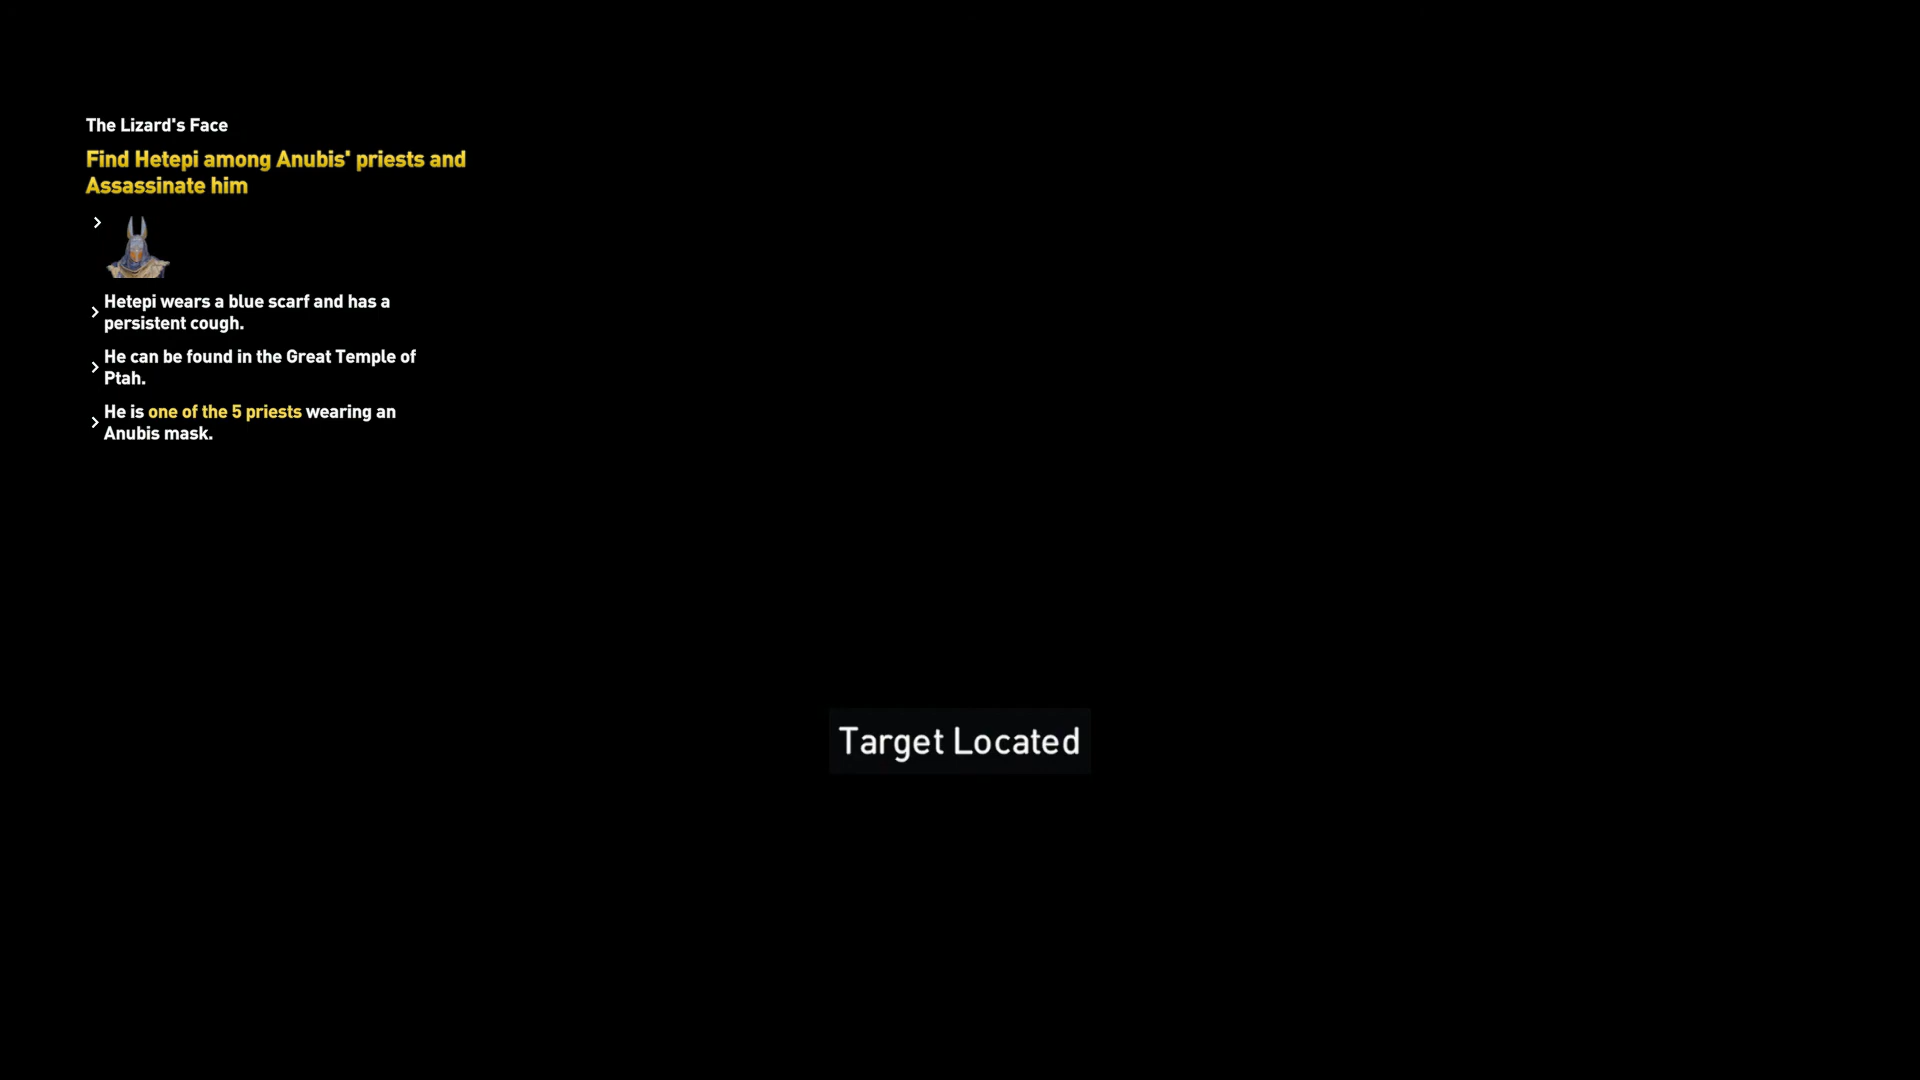 The Lizard's Face
Find Hetepi among Anubis' priests and
Assassinate him
Hetepi wears a blue scarf and has a
persistent cough.
He can be found in the Great Temple of
Ptah.
He is one of the 5 priests wearing an
Anubis mask.
Target Located